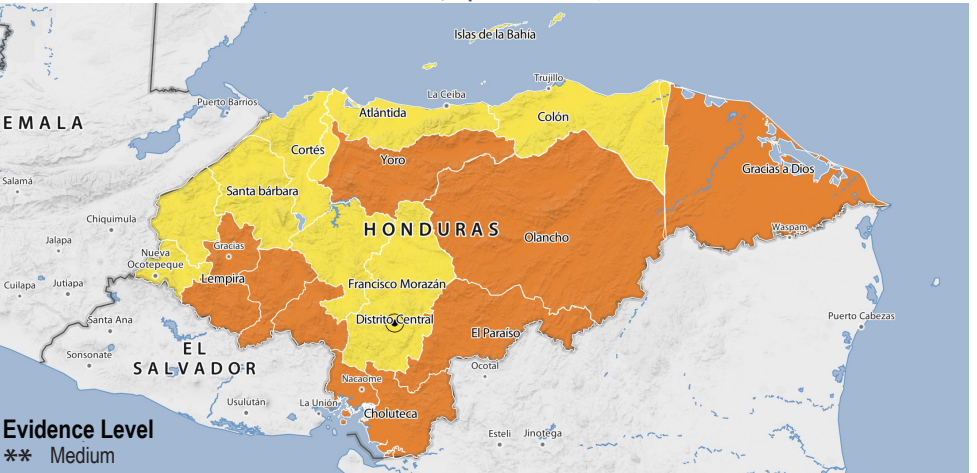 Islas de la Bahía
Trujillo
La Ceiba
Puerto Barrios
Atlántida
Colón
EMALA
Cortés
Yoro
Gracias a Dios
Salamá
Santa bárbara
Chiquimula
HONDURAS
Waspam
Jalapa
Gracias
Olancho
Nueva
Ocotepeque
Lempira
Cuilapa
Jutiapa
Francisco Morazán
Puerto Cabezas
Santa Ana
Distrito Central
El Paraíso
EL
SALVADOR
Sonsonate
Ocotal
Nacaome
Usulután
La Unión
Choluteca
Evidence Level
Esteli
Jinotega
** Medium